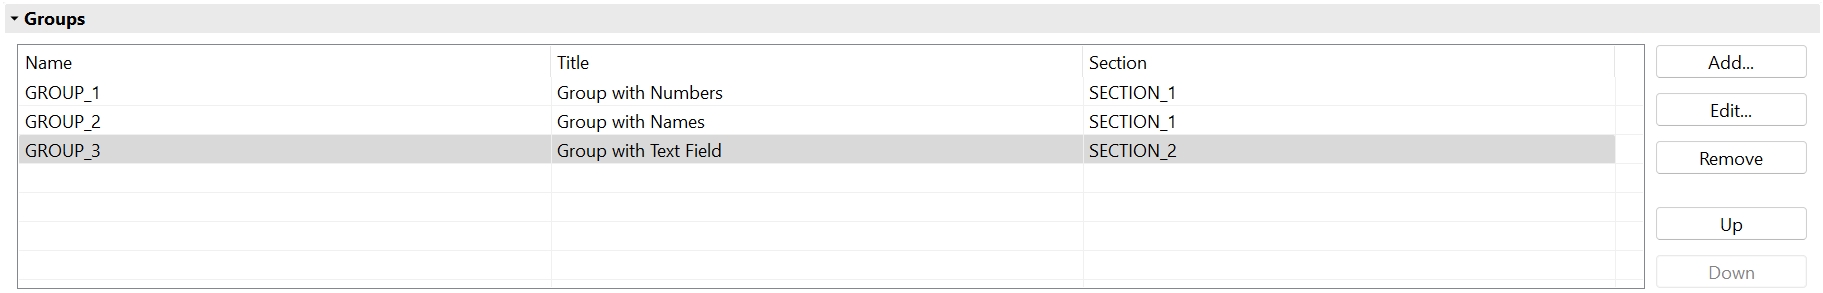 Groups
Name Title Section Add...
GROUP_1 Group with Numbers SECTION_1
GROUP_2 Group with Names SECTION_1 Edit...
GROUP_3 Group with Text Field SECTION_2 Remove
Up
Down